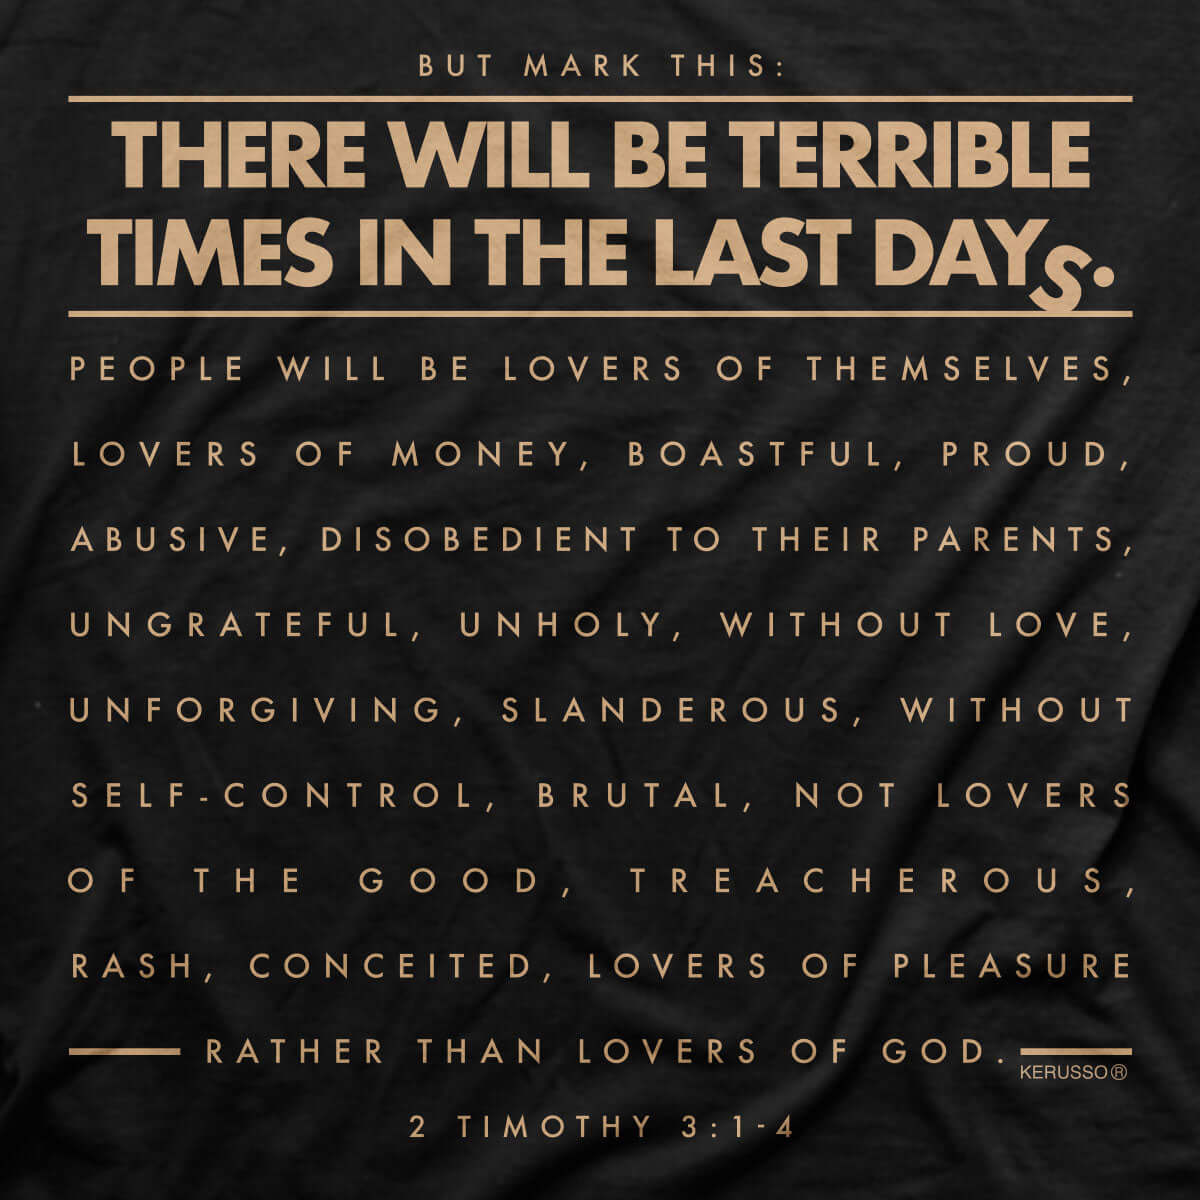 BUT MARK THIS:
THERE WILL BE TERRIBLE
TIMES IN THE LAST DAYS.
PEOPLE WILL BE LOVERS OF THEMSELVES,
LOVERS OF MONEY, BOASTFUL, PROUD,
ABUSIVE, DISOBEDIENT TO THEIR PARENTS,
UNGRATEFUL, UNHOLY, WITHOUT LOVE,
UNFORGIVING, SLANDEROUS, WITHOUT
SELF-CONTROL, BRUTAL, NOT LOVERS
OF THE GOOD, TREACHEROUS,
RASH, CONCEITED, LOVERS OF PLEASURE
RATHER THAN LOVERS OF GOD.
KERUSSO®
2 TIMOTHY 3:1-4